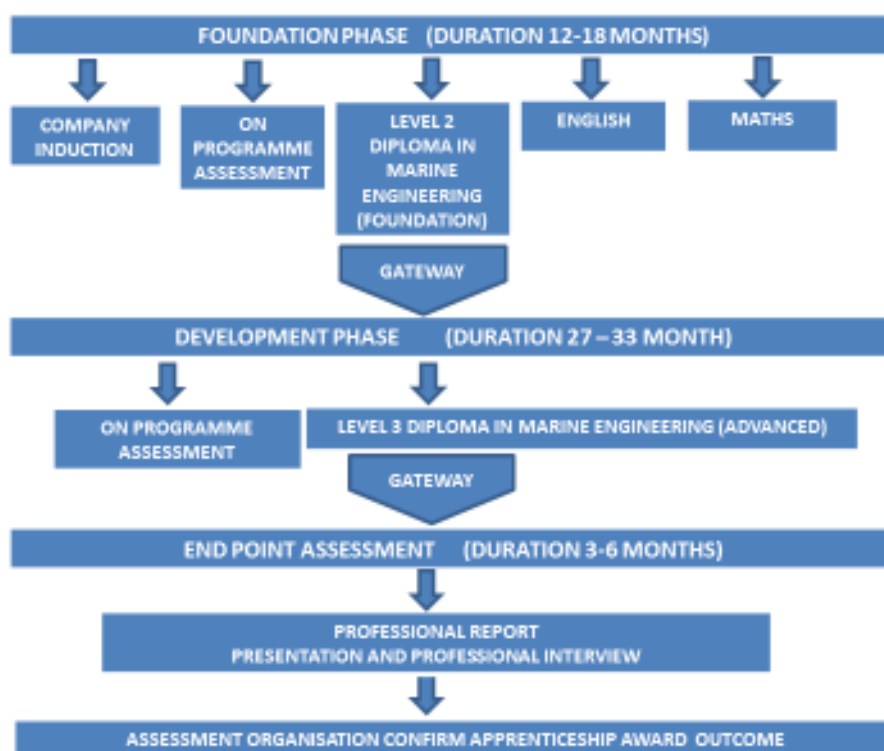 FOUNDATION PHASE (DURATION 12-18 MONTHS)
COMPANY
INDUCTION
ON
PROGRAMME
ASSESSMENT
LEVEL 2
DIPLOMA IN
MARINE
ENGINEERING
(FOUNDATION)
ENGLISH
MATHS
GATEWAY
DEVELOPMENT PHASE (DURATION 27 – 33 MONTH)
ON PROGRAMME
ASSESSMENT
LEVEL 3 DIPLOMA IN MARINE ENGINEERING (ADVANCED)
GATEWAY
END POINT ASSESSMENT (DURATION 3-6 MONTHS)
PROFESSIONAL REPORT
PRESENTATION AND PROFESSIONAL INTERVIEW
ASSESSMENT ORGANISATION CONFIRM APPRENTICESHIP AWARD OUTCOME